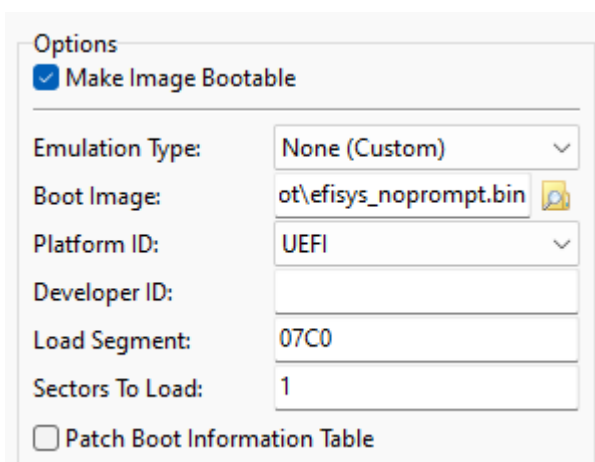 Options
Make Image Bootable
Emulation Type: None (Custom)
Boot Image: ot\efisys_noprompt.bin
Platform ID: UEFI
Developer ID:
Load Segment: 07C0
Sectors To Load: 1
Patch Boot Information Table